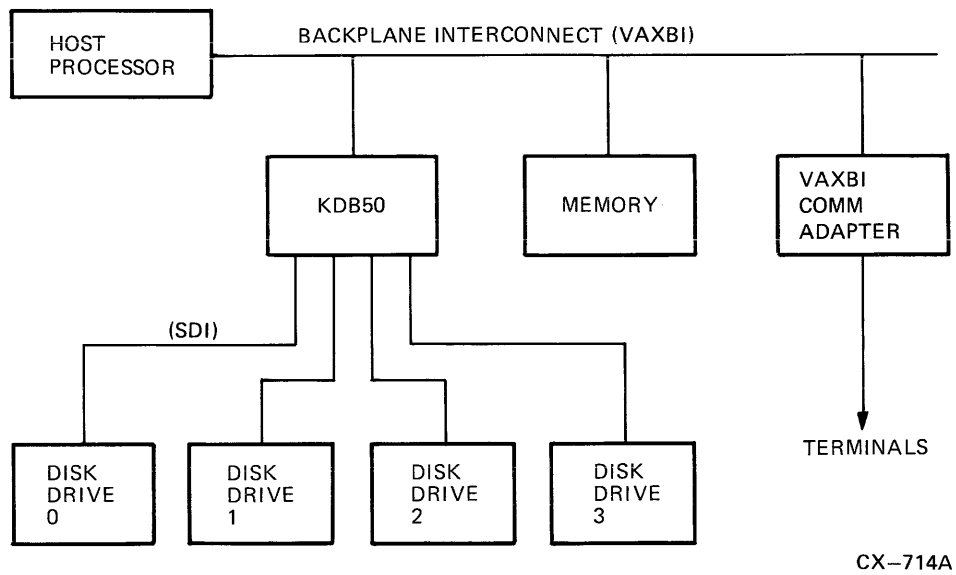 HOST
PROCESSOR
BACKPLANE INTERCONNECT (VAXBI)
KDB50
MEMORY
VAXBI
COMM
ADAPTER
(SDI)
DISK
DRIVE
0
DISK
DRIVE
1
DISK
DRIVE
2
DISK
DRIVE
3
TERMINALS
CX–714A